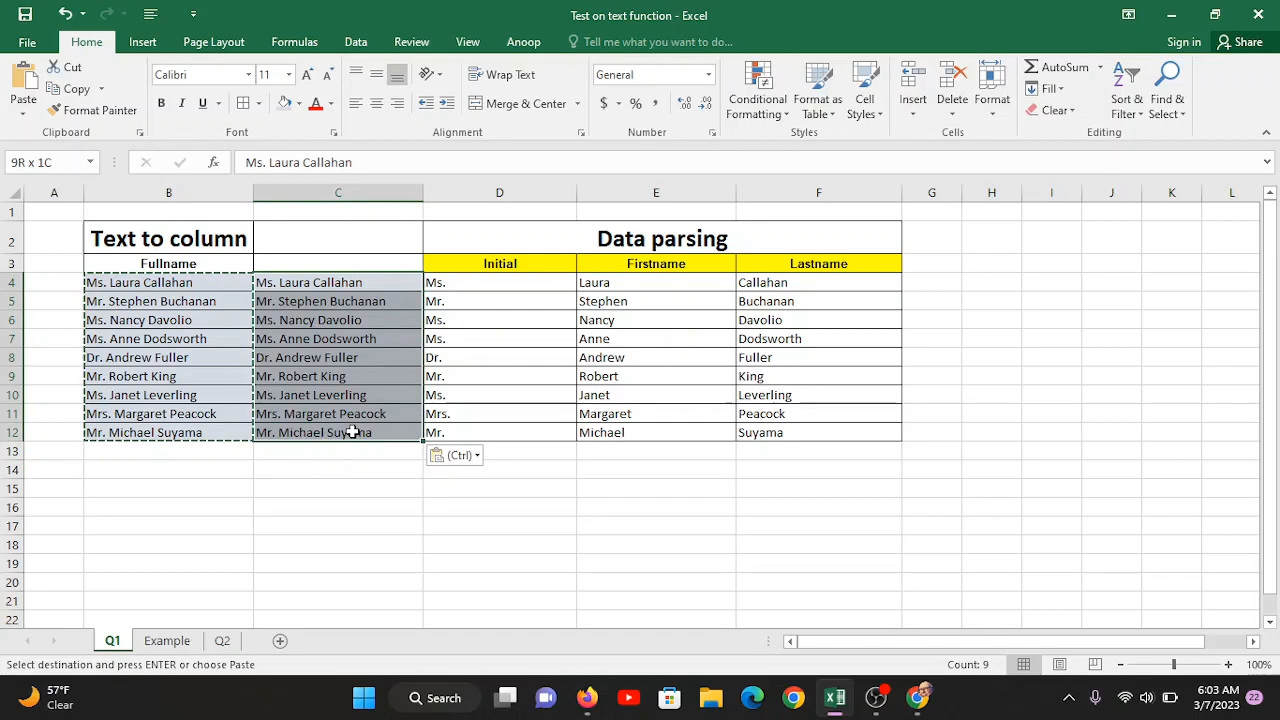 Test on text function - Excel
File Home Insert Page Layout Formulas Data Review View Anoop Tell me what you want to do... Sign in Share
Paste Cut
Copy
Format Painter
Clipboard
Calibri 11 A A
B I U A
Font
Wrap Text
Merge & Center
Alignment
General
$ % ,
Number
Conditional Formatting
Format as Table
Cell Styles
Styles
Insert Delete Format
Cells
AutoSum
Fill
Clear
Sort & Filter
Find & Select
Editing
9R x 1C fx Ms. Laura Callahan
A B C D E F G H I J K L
1
2 Text to column Data parsing
3 Fullname Initial Firstname Lastname
4 Ms. Laura Callahan Ms. Laura Callahan Ms. Laura Callahan
5 Mr. Stephen Buchanan Mr. Stephen Buchanan Mr. Stephen Buchanan
6 Ms. Nancy Davolio Ms. Nancy Davolio Ms. Nancy Davolio
7 Ms. Anne Dodsworth Ms. Anne Dodsworth Ms. Anne Dodsworth
8 Dr. Andrew Fuller Dr. Andrew Fuller Dr. Andrew Fuller
9 Mr. Robert King Mr. Robert King Mr. Robert King
10 Ms. Janet Leverling Ms. Janet Leverling Ms. Janet Leverling
11 Mrs. Margaret Peacock Mrs. Margaret Peacock Mrs. Margaret Peacock
12 Mr. Michael Suyama Mr. Michael Suyama Mr. Michael Suyama
13 (Ctrl)
14
15
16
17
18
19
20
21
22
Q1 Example Q2
Select destination and press ENTER or choose Paste Count: 9 100%
57°F
Clear
Search
6:03 AM
3/7/2023
22